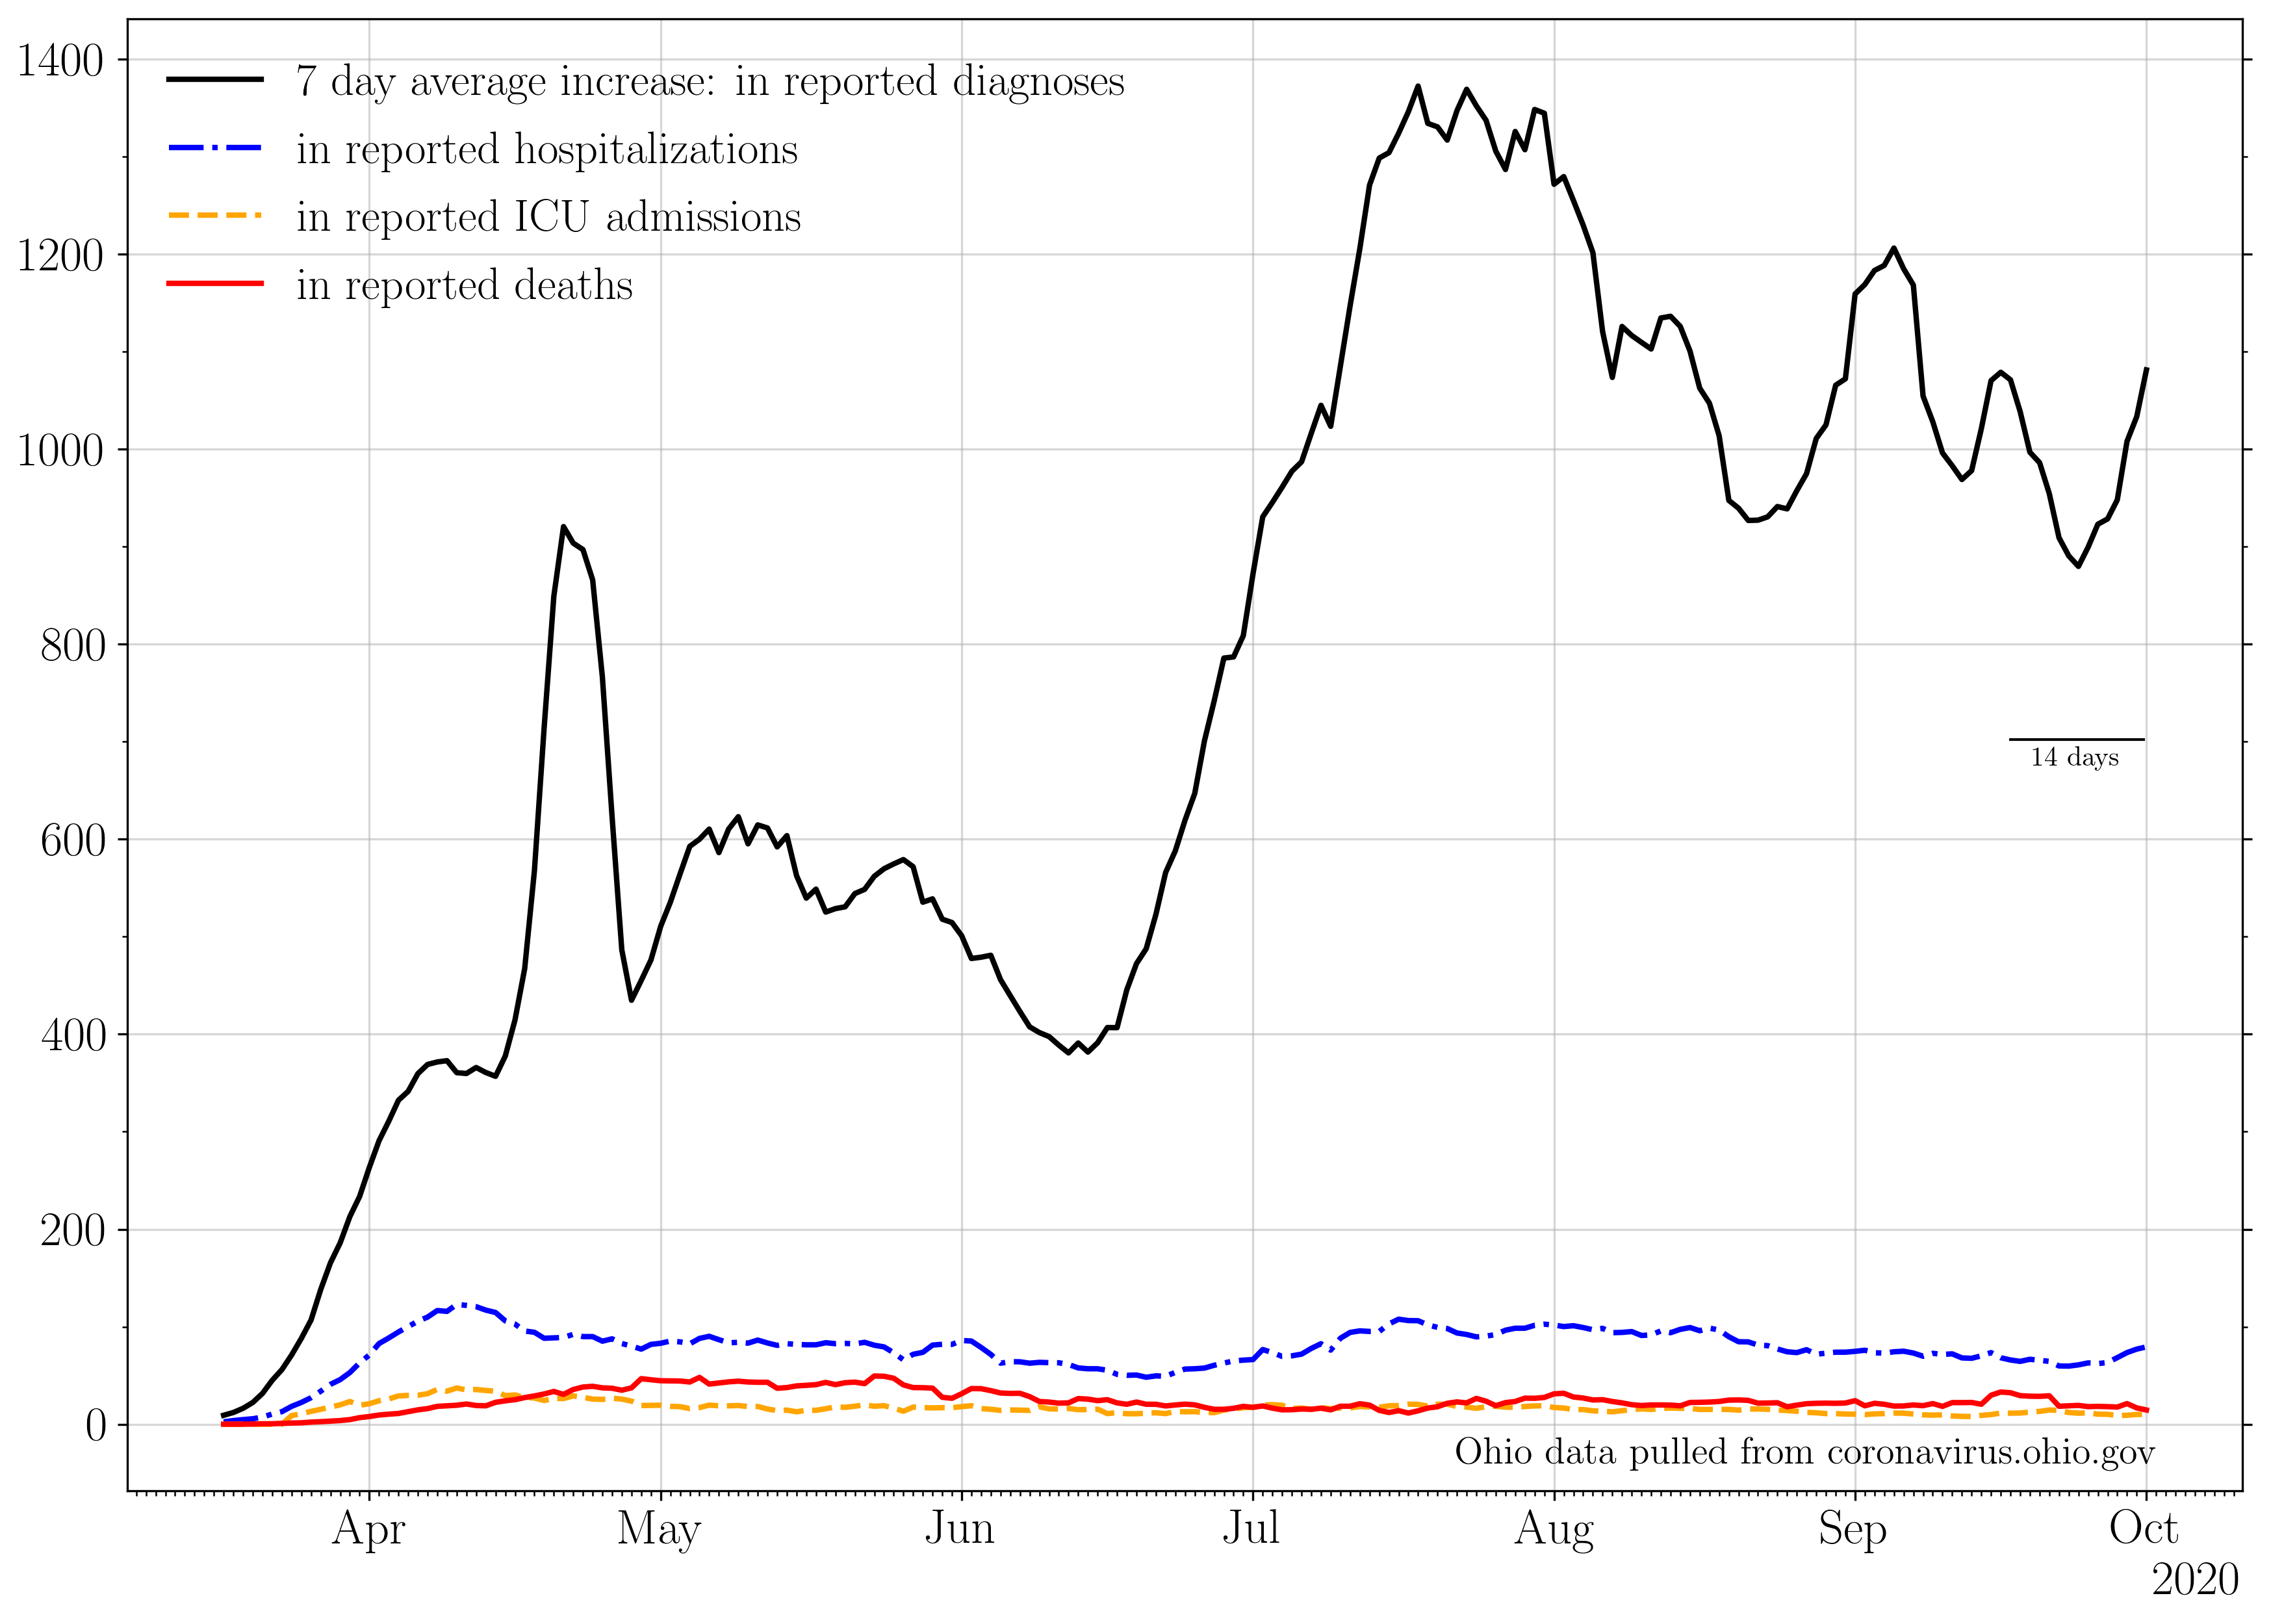 1400
1200
1000
800
600
400
200
0
7 day average increase: in reported diagnoses
in reported hospitalizations
in reported ICU admissions
in reported deaths
14 days
Ohio data pulled from coronavirus.ohio.gov
Apr May Jun Jul Aug Sep Oct
2020